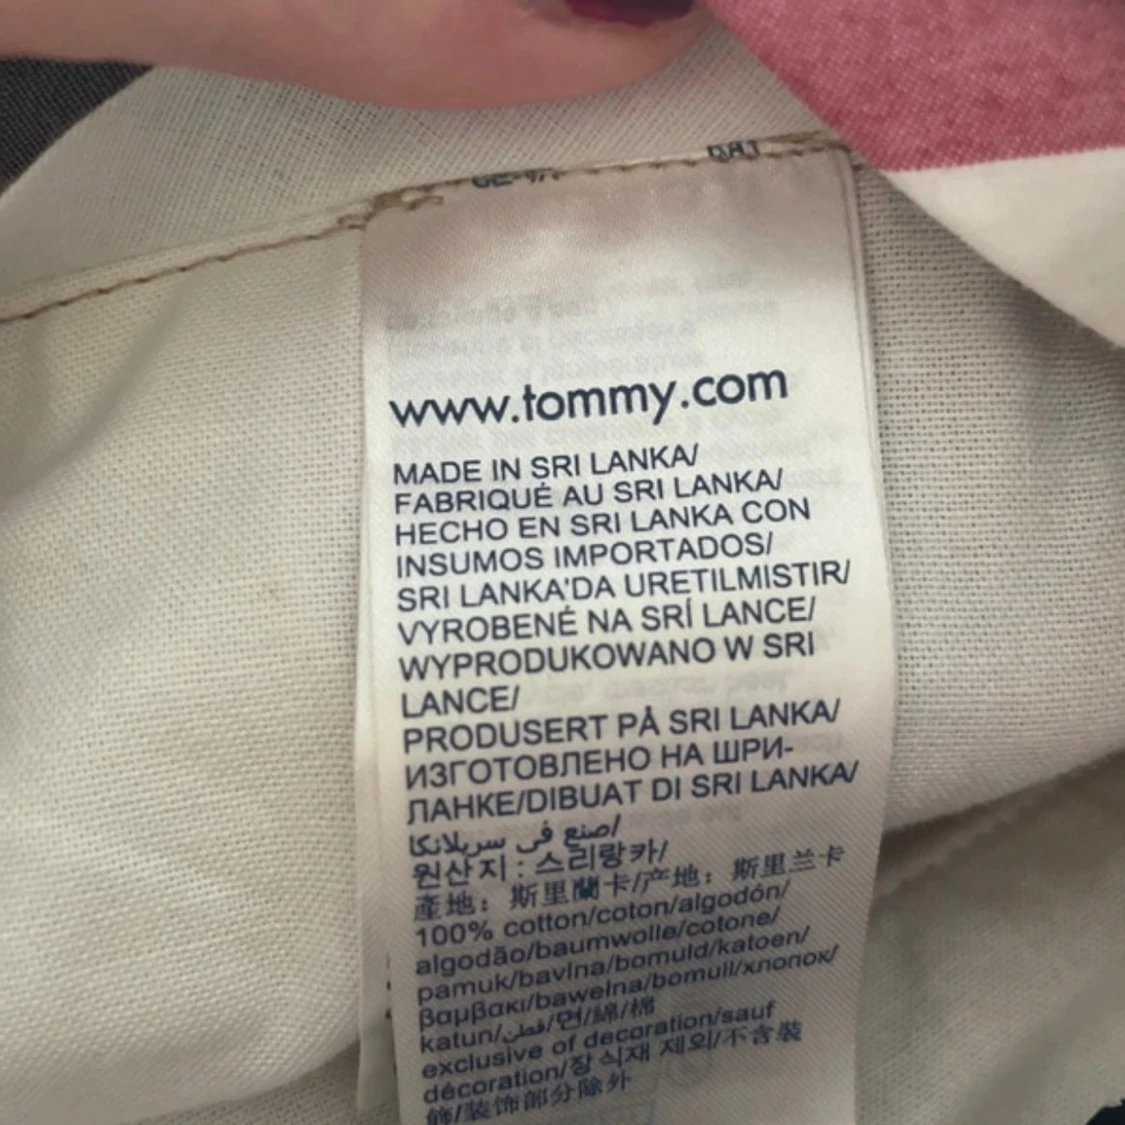 www.tommy.com
MADE IN SRI LANKA/
FABRIQUÉ AU SRI LANKA/
HECHO EN SRI LANKA CON
INSUMOS IMPORTADOS/
SRI LANKA'DA URETILMISTIR/
VYROBENÉ NA SRÍ LANCE/
WYPRODUKOWANO W SRI
LANCE/
PRODUSERT PÅ SRI LANKA/
ИЗГОТОВЛЕНО НА ШРИ-
ЛАНКЕ/DIBUAT DI SRI LANKA/
صنع في سريلانكا/
원산지 : 스리랑카/
產地：斯里蘭卡/产地：斯里兰卡
100% cotton/coton/algodón/
algodão/baumwolle/cotone/
pamuk/bavlna/bomuld/katoen/
βαμβακι/bawełna/bomull/хлопок/
katun/قطن/면/綿/棉
exclusive of decoration/sauf
décoration/장식재 제외/不含裝
飾/装饰部分除外